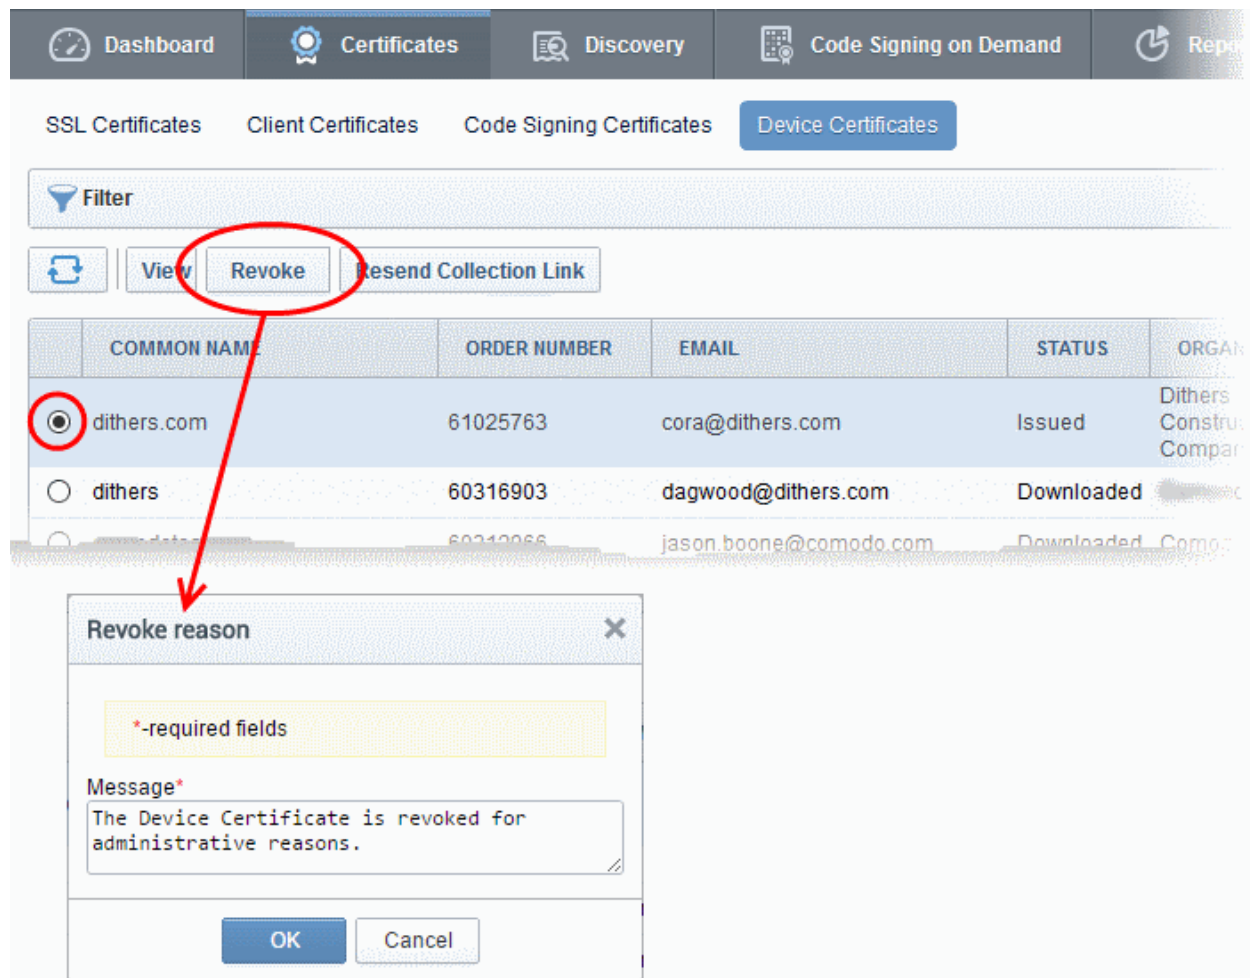 Dashboard Certificates Discovery Code Signing on Demand
SSL Certificates Client Certificates Code Signing Certificates Device Certificates
Filter
View Revoke Resend Collection Link
COMMON NAME ORDER NUMBER EMAIL STATUS
dithers.com 61025763 cora@dithers.com Issued Dithers
dithers 60316903 dagwood@dithers.com Downloaded
jason.boone@comodo.com Downloaded
Revoke reason
*-required fields
Message*
The Device Certificate is revoked for
administrative reasons.
OK Cancel